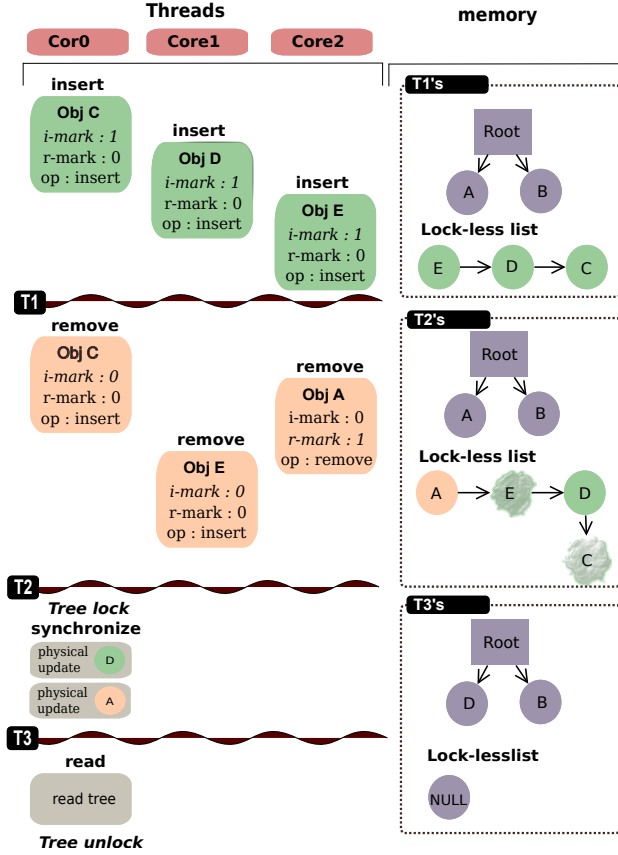 Threads
memory
Cor0
Core1
Core2
insert
Obj C
i-mark : 1
r-mark : 0
op : insert
insert
Obj D
i-mark : 1
r-mark : 0
op : insert
insert
Obj E
i-mark : 1
r-mark : 0
op : insert
T1's
Root
A
B
Lock-less list
E
D
C
T1
remove
Obj C
i-mark : 0
r-mark : 0
op : insert
remove
Obj E
i-mark : 0
r-mark : 0
op : insert
remove
Obj A
i-mark : 0
r-mark : 1
op : remove
T2's
Root
A
B
Lock-less list
A
E
D
C
T2
Tree lock
synchronize
physical
update
D
physical
update
A
T3's
Root
D
B
Lock-lesslist
NULL
T3
read
read tree
Tree unlock